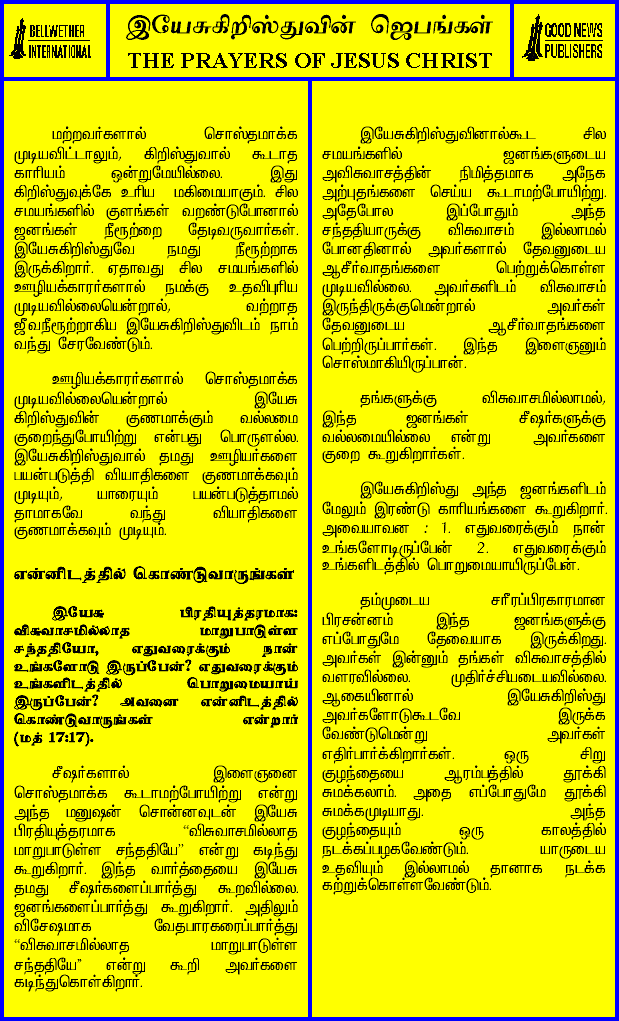 BELLWETHER
INTERNATIONAL
இயேசுகிறிஸ்துவின் ஜெபங்கள்
THE PRAYERS OF JESUS CHRIST
GOOD NEWS
PUBLISHERS
மற்றவர்களால் சொஸ்தமாக்க
முடியவிட்டாலும், கிறிஸ்துவால் கூடாத
காரியம் ஒன்றுமேயில்லை. இது
கிறிஸ்துவுக்கே உரிய மகிமையாகும். சில
சமயங்களில் குளங்கள் வறண்டுபோனால்
ஜனங்கள் நீரூற்றை தேடிவருவார்கள்.
இயேசுகிறிஸ்துவே நமது நீரூற்றாக
இருக்கிறார். ஏதாவது சில சமயங்களில்
ஊழியக்காரர்களால் நமக்கு உதவிபுரிய
முடியவில்லையென்றால், வற்றாத
ஜீவநீரூற்றாகிய இயேசுகிறிஸ்துவிடம் நாம்
வந்து சேரவேண்டும்.
ஊழியக்காரர்களால் சொஸ்தமாக்க
முடியவில்லையென்றால் இயேசு
கிறிஸ்துவின் குணமாக்கும் வல்லமை
குறைந்துபோயிற்று என்பது பொருளல்ல.
இயேசுகிறிஸ்துவால் தமது ஊழியர்களை
பயன்படுத்தி வியாதிகளை குணமாக்கவும்
முடியும், யாரையும் பயன்படுத்தாமல்
தாமாகவே வந்து வியாதிகளை
குணமாக்கவும் முடியும்.
என்னிடத்தில் கொண்டுவாருங்கள்
இயேசு பிரதியுத்தரமாக:
விசுவாசமில்லாத மாறுபாடுள்ள
சந்ததியே, எதுவரைக்கும் நான்
உங்களோடு இருப்பேன்? எதுவரைக்கும்
உங்களிடத்தில் பொறுமையாய்
இருப்பேன்? அவனை என்னிடத்தில்
கொண்டுவாருங்கள் என்றார்
(மத் 17:17).
சீஷர்களால் இளைஞனை
சொஸ்தமாக்க கூடாமற்போயிற்று என்று
அந்த மனுஷன் சொன்னவுடன் இயேசு
பிரதியுத்தரமாக "விசுவாசமில்லாத
மாறுபாடுள்ள சந்ததியே" என்று கடிந்து
கூறுகிறார். இந்த வார்த்தையை இயேசு
தமது சீஷர்களைப்பார்த்து கூறவில்லை.
ஜனங்களைப்பார்த்து கூறுகிறார். அதிலும்
விசேஷமாக வேதபாரகரைப்பார்த்து
"விசுவாசமில்லாத மாறுபாடுள்ள
சந்ததியே" என்று கூறி அவர்களை
கடிந்துகொள்கிறார்.
இயேசுகிறிஸ்துவினால்கூட சில
சமயங்களில் ஜனங்களுடைய
அவிசுவாசத்தின் நிமித்தமாக அநேக
அற்புதங்களை செய்ய கூடாமற்போயிற்று.
அதேபோல இப்போதும் அந்த
சந்ததியாருக்கு விசுவாசம் இல்லாமல்
போனதினால் அவர்களால் தேவனுடைய
ஆசீர்வாதங்களை பெற்றுக்கொள்ள
முடியவில்லை. அவர்களிடம் விசுவாசம்
இருந்திருக்குமென்றால் அவர்கள்
தேவனுடைய ஆசீர்வாதங்களை
பெற்றிருப்பார்கள். இந்த இளைஞனும்
சொஸ்மாகியிருப்பான்.
தங்களுக்கு விசுவாசமில்லாமல்,
இந்த ஜனங்கள் சீஷர்களுக்கு
வல்லமையில்லை என்று அவர்களை
குறை கூறுகிறார்கள்.
இயேசுகிறிஸ்து அந்த ஜனங்களிடம்
மேலும் இரண்டு காரியங்களை கூறுகிறார்.
அவையாவன : 1. எதுவரைக்கும் நான்
உங்களோடிருப்பேன் 2. எதுவரைக்கும்
உங்களிடத்தில் பொறுமையாயிருப்பேன்.
தம்முடைய சரீரப்பிரகாரமான
பிரசன்னம் இந்த ஜனங்களுக்கு
எப்போதுமே தேவையாக இருக்கிறது.
அவர்கள் இன்னும் தங்கள் விசுவாசத்தில்
வளரவில்லை. முதிர்ச்சியடையவில்லை.
ஆகையினால் இயேசுகிறிஸ்து
அவர்களோடுகூடவே இருக்க
வேண்டுமென்று அவர்கள்
எதிர்பார்க்கிறார்கள். ஒரு சிறு
குழந்தையை ஆரம்பத்தில் தூக்கி
சுமக்கலாம். அதை எப்போதுமே தூக்கி
சுமக்கமுடியாது. அந்த
குழந்தையும் ஒரு காலத்தில்
நடக்கப்பழகவேண்டும். யாருடைய
உதவியும் இல்லாமல் தானாக நடக்க
கற்றுக்கொள்ளவேண்டும்.